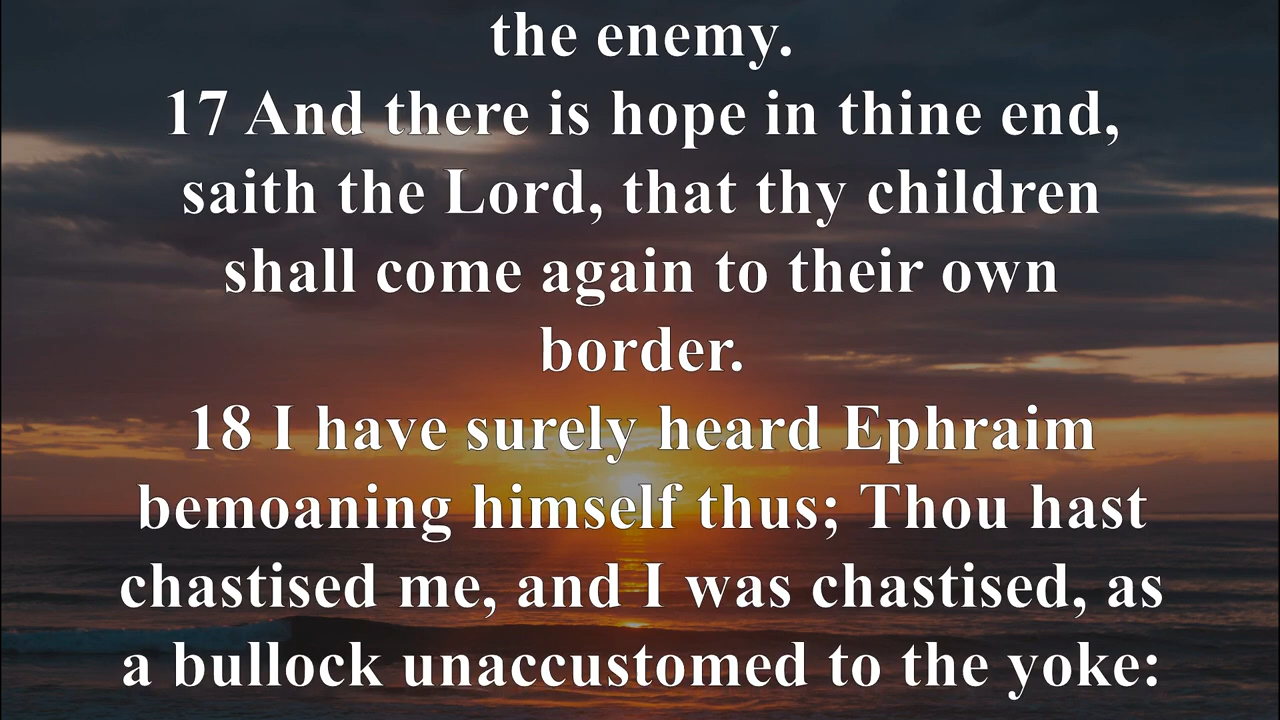 the enemy.
17 And there is hope in thine end,
saith the Lord, that thy children
shall come again to their own
border.
18 I have surely heard Ephraim
bemoaning himself thus; Thou hast
chastised me, and I was chastised, as
a bullock unaccustomed to the yoke: